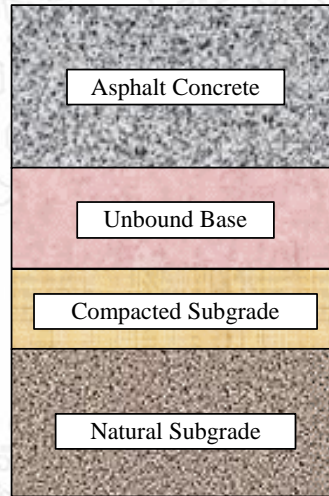 Asphalt Concrete
Unbound Base
Compacted Subgrade
Natural Subgrade